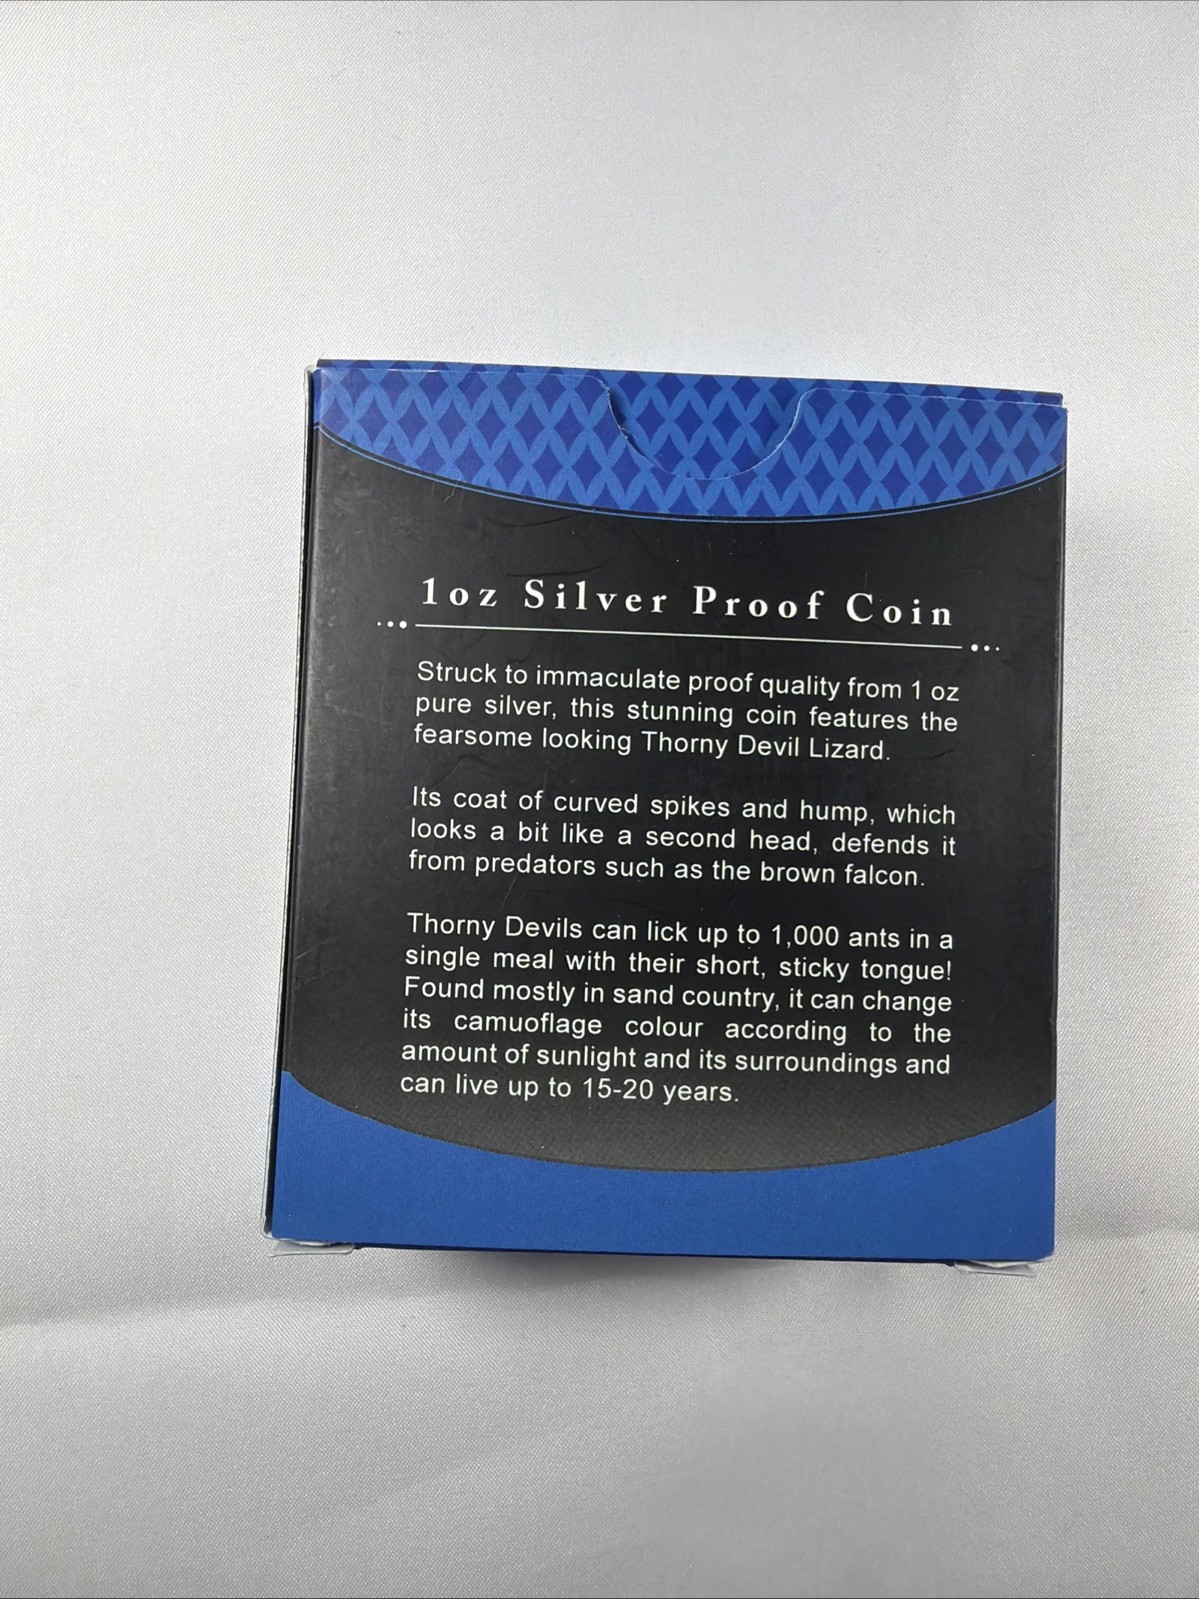 1oz Silver Proof Coin
Struck to immaculate proof quality from 1 oz
pure silver, this stunning coin features the
fearsome looking Thorny Devil Lizard.
Its coat of curved spikes and hump, which
looks a bit like a second head, defends it
from predators such as the brown falcon.
Thorny Devils can lick up to 1,000 ants in a
single meal with their short, sticky tongue!
Found mostly in sand country, it can change
its camuoflage colour according to the
amount of sunlight and its surroundings and
can live up to 15-20 years.